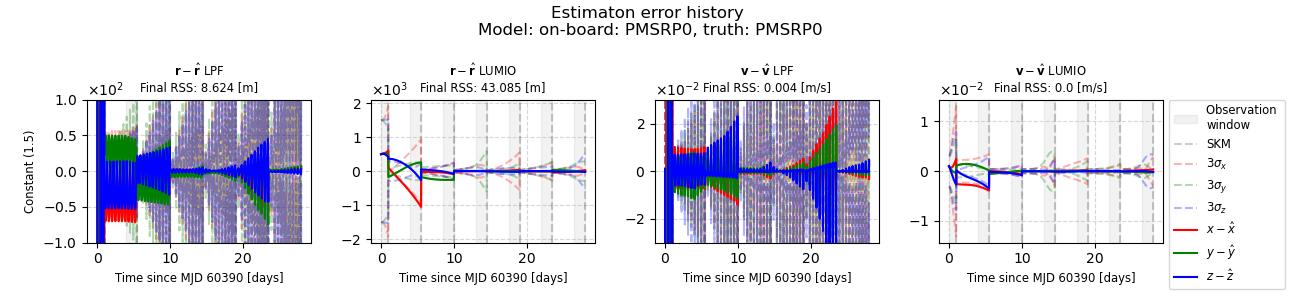 Estimaton error history
Model: on-board: PMSRP0, truth: PMSRP0
r − r̂ LPF
Final RSS: 8.624 [m]
×10²
1.0
0.5
0.0
−0.5
−1.0
Constant (1.5)
0
10
20
Time since MJD 60390 [days]
r − r̂ LUMIO
Final RSS: 43.085 [m]
×10³
2
1
0
−1
−2
0
10
20
Time since MJD 60390 [days]
v − v̂ LPF
Final RSS: 0.004 [m/s]
×10⁻²
2
0
−2
0
10
20
Time since MJD 60390 [days]
v − v̂ LUMIO
Final RSS: 0.0 [m/s]
×10⁻²
1
0
−1
0
10
20
Time since MJD 60390 [days]
Observation
window
SKM
3σx
3σy
3σz
x − x̂
y − ŷ
z − ẑ